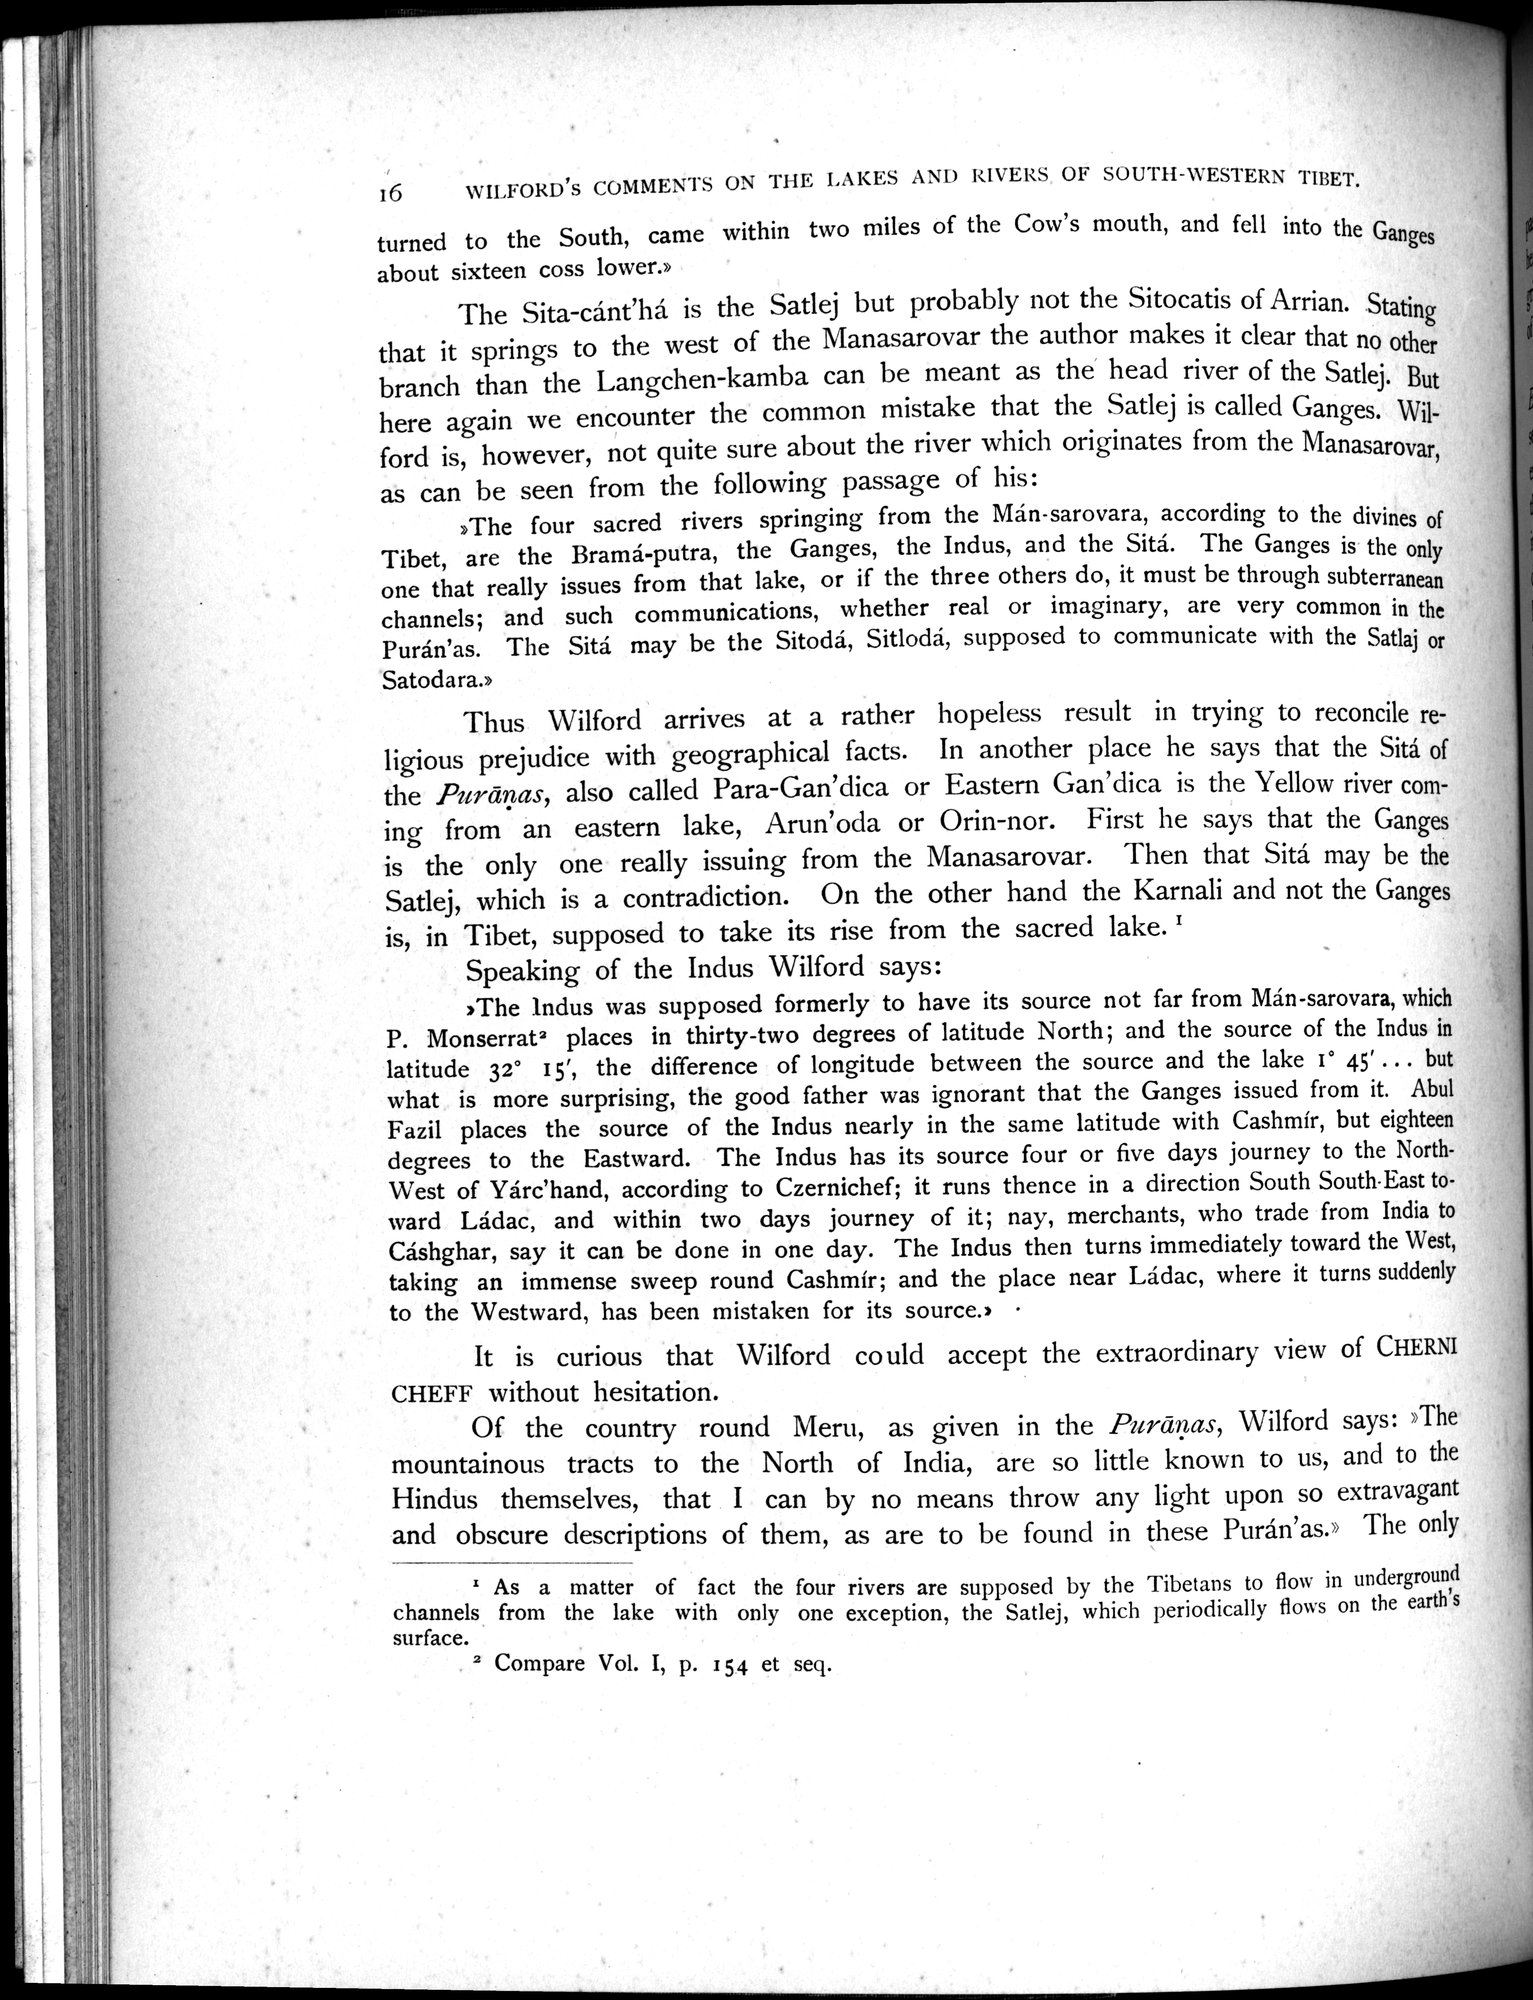 16 WILFORD'S COMMENTS ON THE LAKES AND RIVERS OF SOUTH-WESTERN TIBET.
turned to the South, came within two miles of the Cow's mouth, and fell into the Ganges
about sixteen coss lower.»
The Sita-cánt'há is the Satlej but probably not the Sitocatis of Arrian. Stating
that it springs to the west of the Manasarovar the author makes it clear that no other
branch than the Langchen-kamba can be meant as the head river of the Satlej. But
here again we encounter the common mistake that the Satlej is called Ganges. Wil-
ford is, however, not quite sure about the river which originates from the Manasarovar,
as can be seen from the following passage of his:
»The four sacred rivers springing from the Mán-sarovara, according to the divines of
Tibet, are the Bramá-putra, the Ganges, the Indus, and the Sitá. The Ganges is the only
one that really issues from that lake, or if the three others do, it must be through subterranean
channels; and such communications, whether real or imaginary, are very common in the
Purán'as. The Sitá may be the Sitodá, Sitlodá, supposed to communicate with the Satlaj or
Satodara.»
Thus Wilford arrives at a rather hopeless result in trying to reconcile re-
ligious prejudice with geographical facts. In another place he says that the Sitá of
the Purāṇas, also called Para-Gan'dica or Eastern Gan'dica is the Yellow river com-
ing from an eastern lake, Arun'oda or Orin-nor. First he says that the Ganges
is the only one really issuing from the Manasarovar. Then that Sitá may be the
Satlej, which is a contradiction. On the other hand the Karnali and not the Ganges
is, in Tibet, supposed to take its rise from the sacred lake. ¹
Speaking of the Indus Wilford says:
›The Indus was supposed formerly to have its source not far from Mán-sarovara, which
P. Monserrat² places in thirty-two degrees of latitude North; and the source of the Indus in
latitude 32° 15′, the difference of longitude between the source and the lake 1° 45′... but
what is more surprising, the good father was ignorant that the Ganges issued from it. Abul
Fazil places the source of the Indus nearly in the same latitude with Cashmír, but eighteen
degrees to the Eastward. The Indus has its source four or five days journey to the North-
West of Yárc'hand, according to Czernichef; it runs thence in a direction South South-East to-
ward Ládac, and within two days journey of it; nay, merchants, who trade from India to
Cáshghar, say it can be done in one day. The Indus then turns immediately toward the West,
taking an immense sweep round Cashmír; and the place near Ládac, where it turns suddenly
to the Westward, has been mistaken for its source.›
It is curious that Wilford could accept the extraordinary view of CHERNI
CHEFF without hesitation.
Of the country round Meru, as given in the Purāṇas, Wilford says: »The
mountainous tracts to the North of India, are so little known to us, and to the
Hindus themselves, that I can by no means throw any light upon so extravagant
and obscure descriptions of them, as are to be found in these Purán'as.» The only
¹ As a matter of fact the four rivers are supposed by the Tibetans to flow in underground
channels from the lake with only one exception, the Satlej, which periodically flows on the earth's
surface.
² Compare Vol. I, p. 154 et seq.